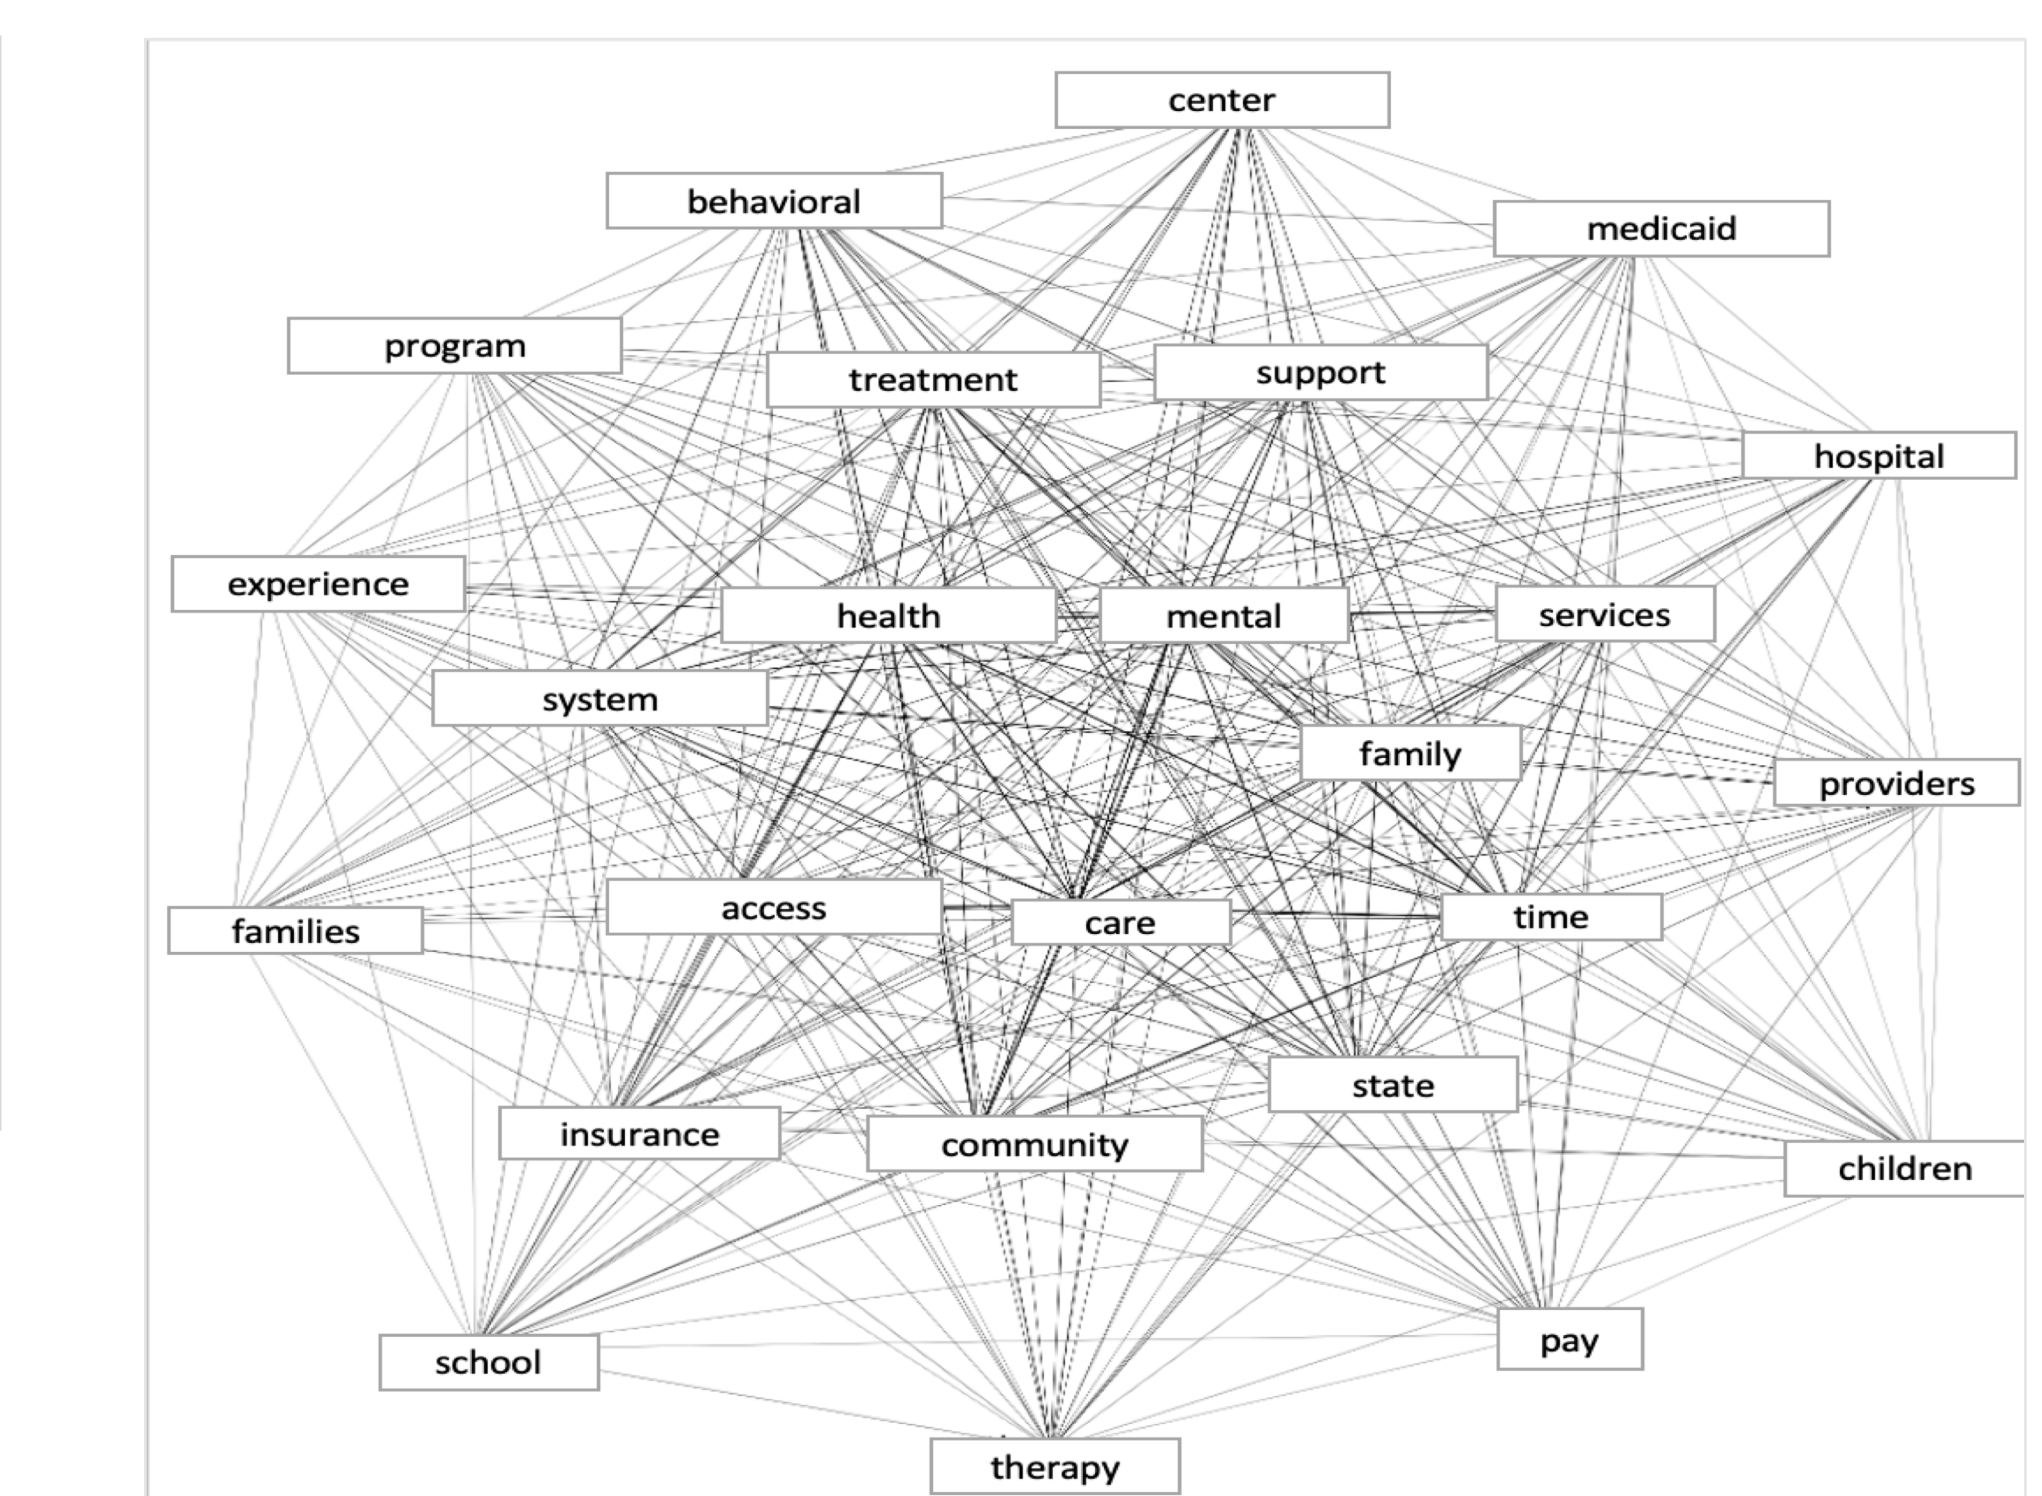 center
behavioral
medicaid
program
treatment
support
hospital
experience
health
mental
services
system
family
providers
access
care
time
families
state
insurance
community
children
pay
school
therapy